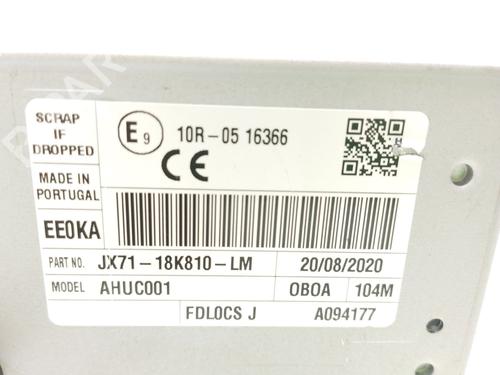 SCRAP
IF
DROPPED
E9 10R-05 16366
CE
MADE IN
PORTUGAL
EE0KA
PART NO. JX71-18K810-LM 20/08/2020
MODEL AHUC001 OBOA 104M
FDLOCS J A094177